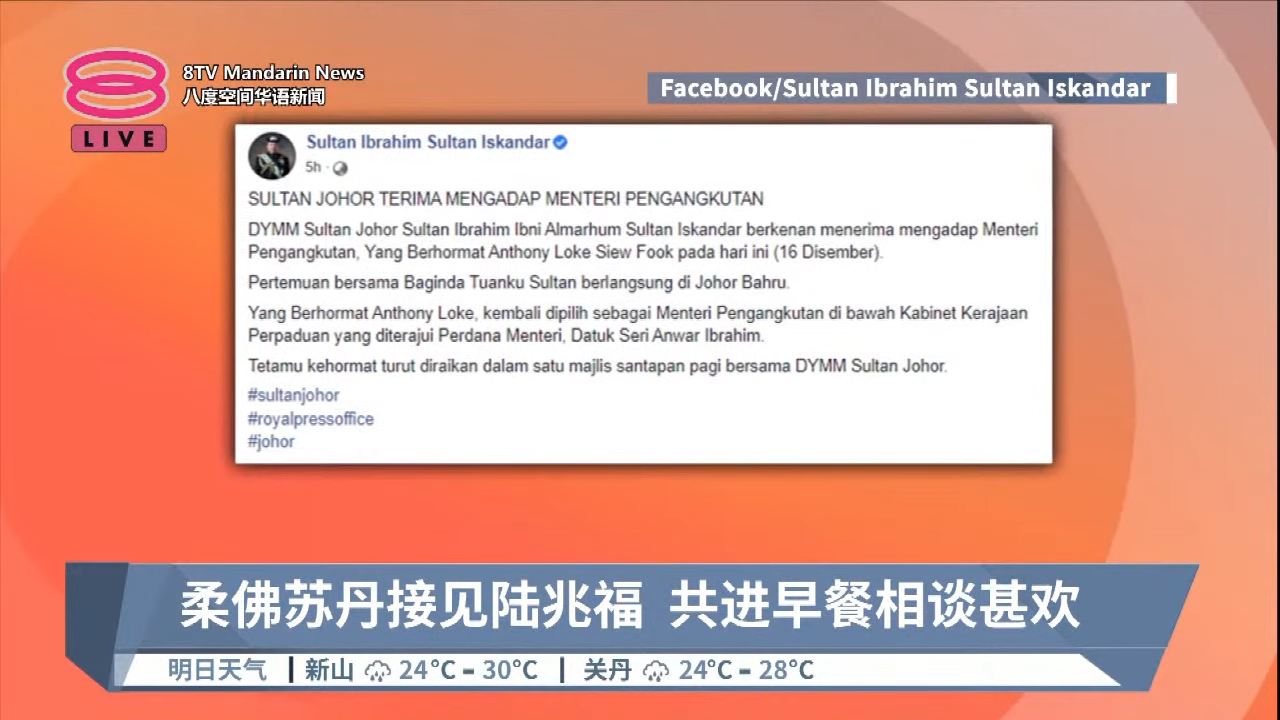 8TV Mandarin News
八度空间华语新闻
LIVE
Facebook/Sultan Ibrahim Sultan Iskandar
Sultan Ibrahim Sultan Iskandar
5h ·
SULTAN JOHOR TERIMA MENGADAP MENTERI PENGANGKUTAN
DYMM Sultan Johor Sultan Ibrahim Ibni Almarhum Sultan Iskandar berkenan menerima mengadap Menteri
Pengangkutan, Yang Berhormat Anthony Loke Siew Fook pada hari ini (16 Disember).
Pertemuan bersama Baginda Tuanku Sultan berlangsung di Johor Bahru.
Yang Berhormat Anthony Loke, kembali dipilih sebagai Menteri Pengangkutan di bawah Kabinet Kerajaan
Perpaduan yang diterajui Perdana Menteri, Datuk Seri Anwar Ibrahim.
Tetamu kehormat turut diraikan dalam satu majlis santapan pagi bersama DYMM Sultan Johor.
#sultanjohor
#royalpressoffice
#johor
柔佛苏丹接见陆兆福 共进早餐相谈甚欢
明日天气 | 新山 24°C – 30°C | 关丹 24°C – 28°C